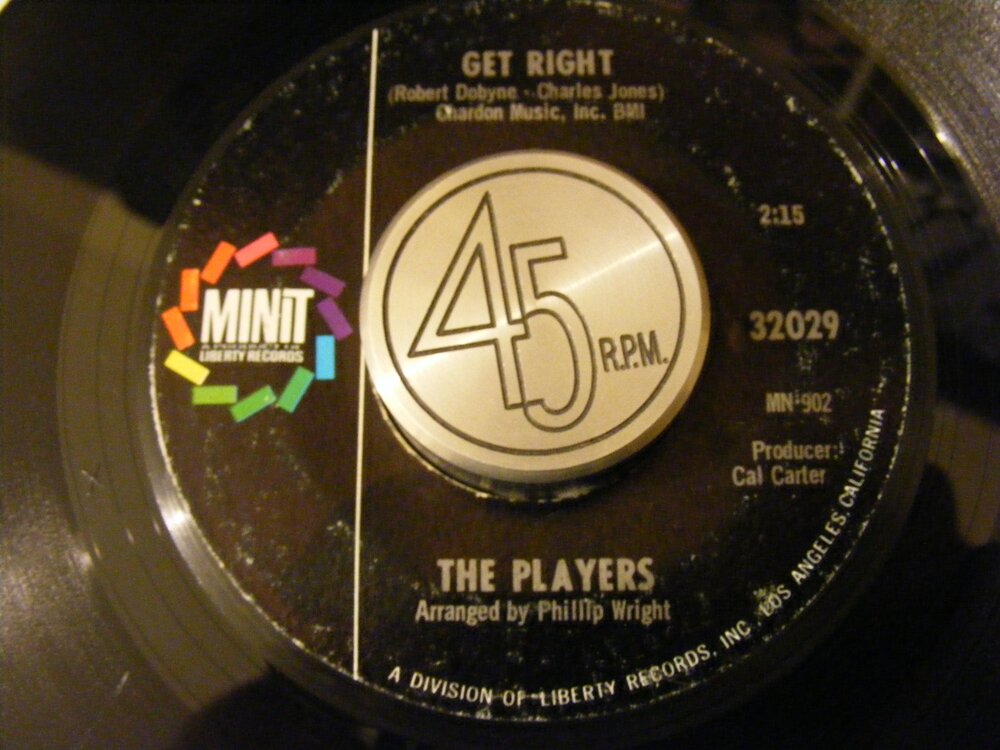 GET RIGHT
(Robert Dobyne - Charles Jones)
Chardon Music, Inc. BMI
2:15
MINIT
LIBERTY RECORDS
45
R.P.M.
32029
MN-902
Producer:
Cal Carter
THE PLAYERS
Arranged by Phillip Wright
A DIVISION OF LIBERTY RECORDS, INC. LOS ANGELES, CALIFORNIA